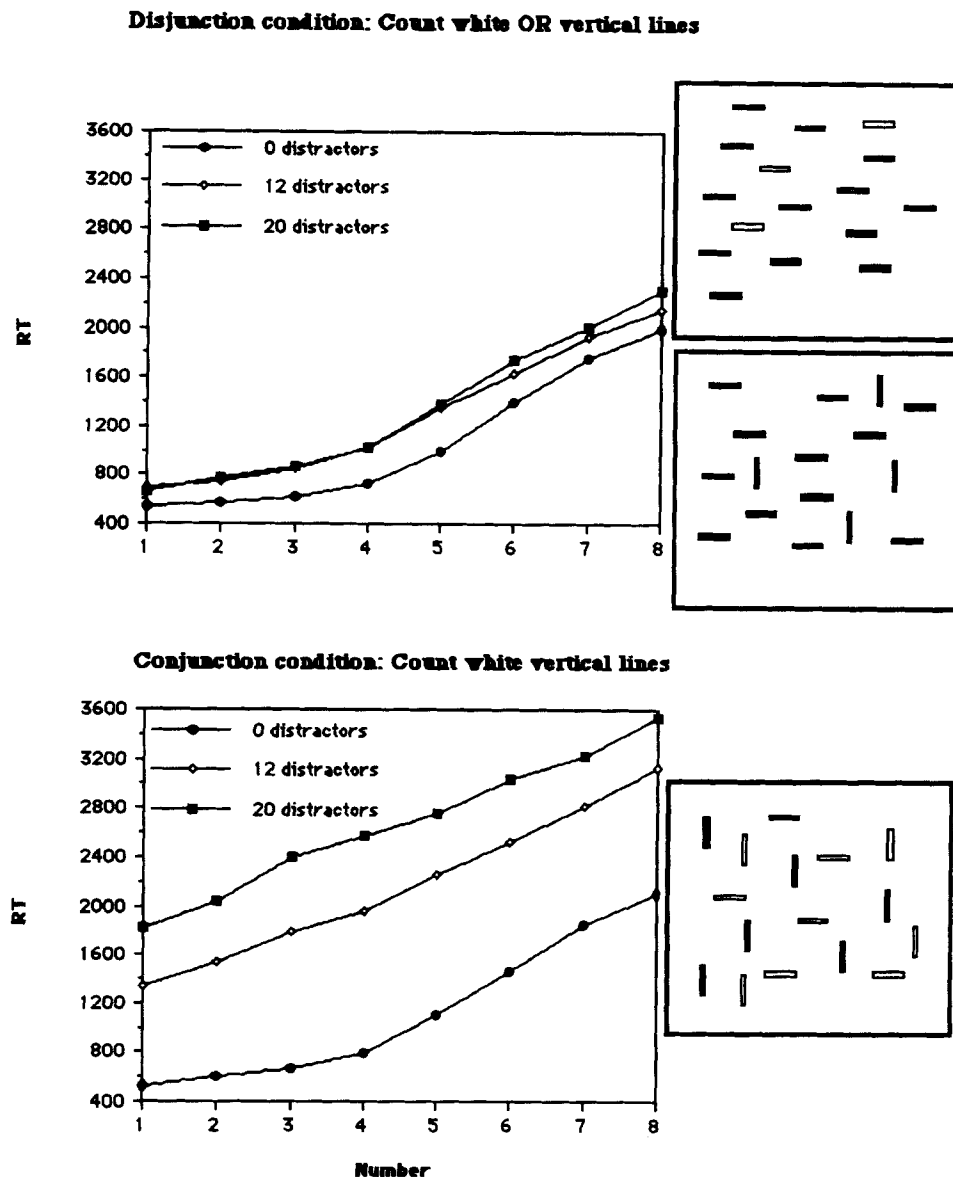 Disjunction condition: Count white OR vertical lines
3600
3200
2800
2400
2000
1600
1200
800
400
RT
0 distractors
12 distractors
20 distractors
1 2 3 4 5 6 7 8
Conjunction condition: Count white vertical lines
3600
3200
2800
2400
2000
1600
1200
800
400
RT
0 distractors
12 distractors
20 distractors
1 2 3 4 5 6 7 8
Number